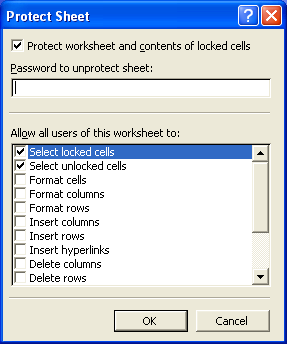 Protect Sheet
Protect worksheet and contents of locked cells
Password to unprotect sheet:
Allow all users of this worksheet to:
Select locked cells
Select unlocked cells
Format cells
Format columns
Format rows
Insert columns
Insert rows
Insert hyperlinks
Delete columns
Delete rows
OK
Cancel